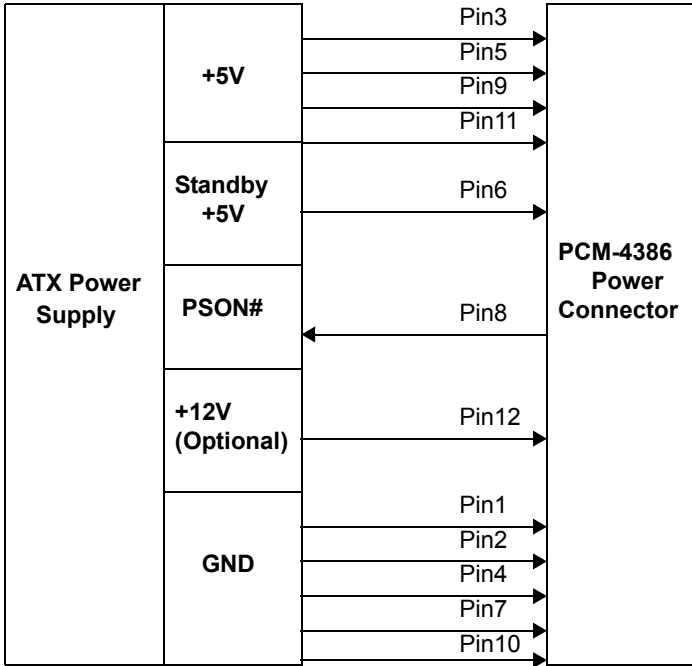 Pin3
Pin5
+5V
Pin9
Pin11
Standby
+5V
Pin6
ATX Power
Supply
PSON#
Pin8
PCM-4386
Power
Connector
+12V
(Optional)
Pin12
Pin1
Pin2
GND
Pin4
Pin7
Pin10